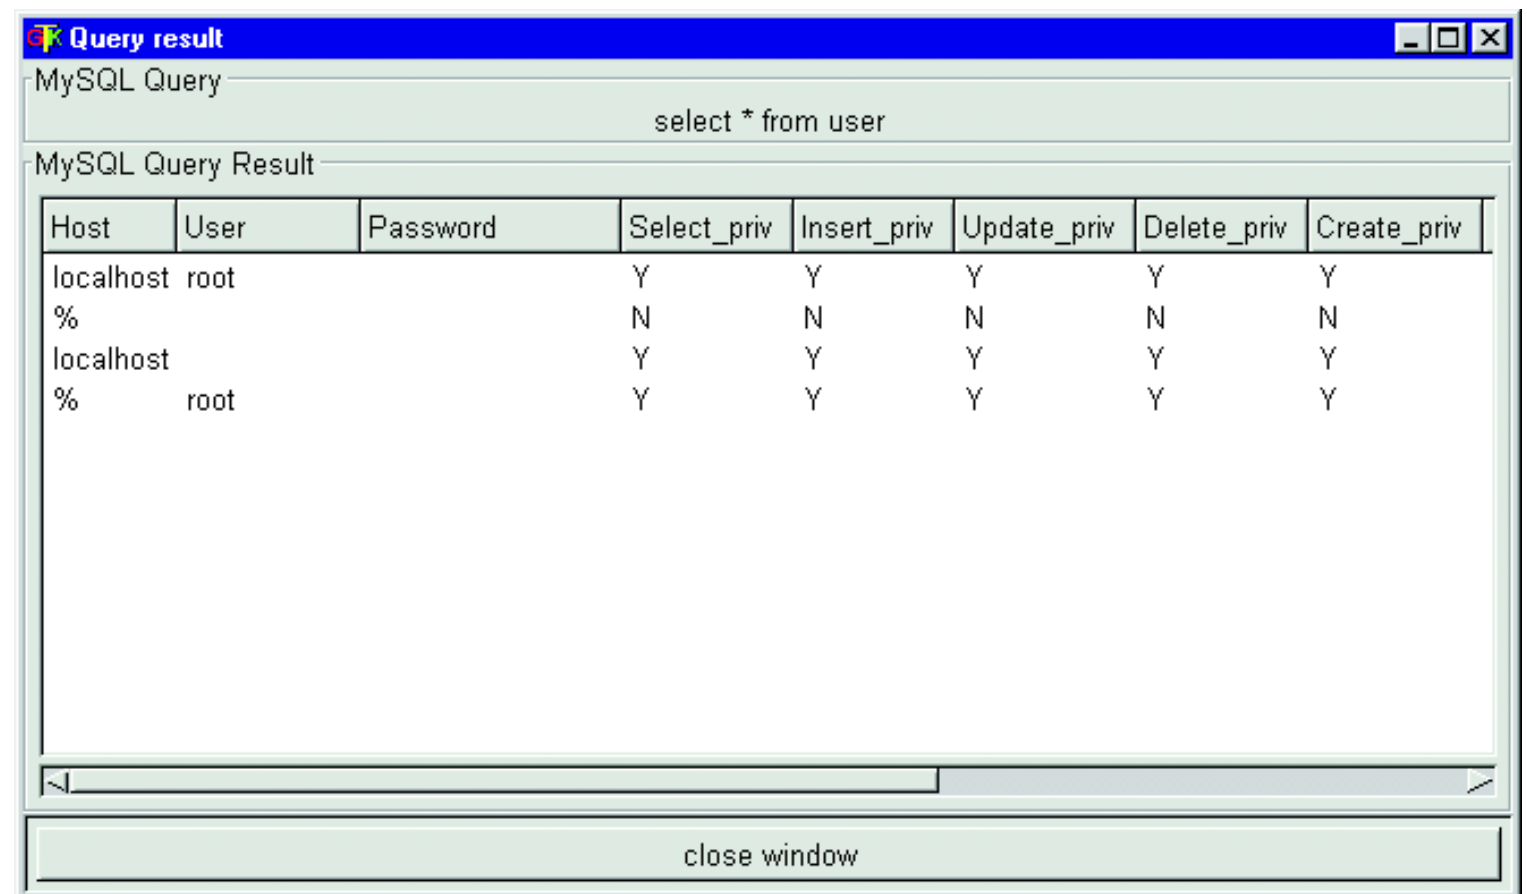 GTK Query result
MySQL Query
select * from user
MySQL Query Result
Host User Password Select_priv Insert_priv Update_priv Delete_priv Create_priv
localhost root Y Y Y Y Y
% N N N N N
localhost Y Y Y Y Y
% root Y Y Y Y Y
close window